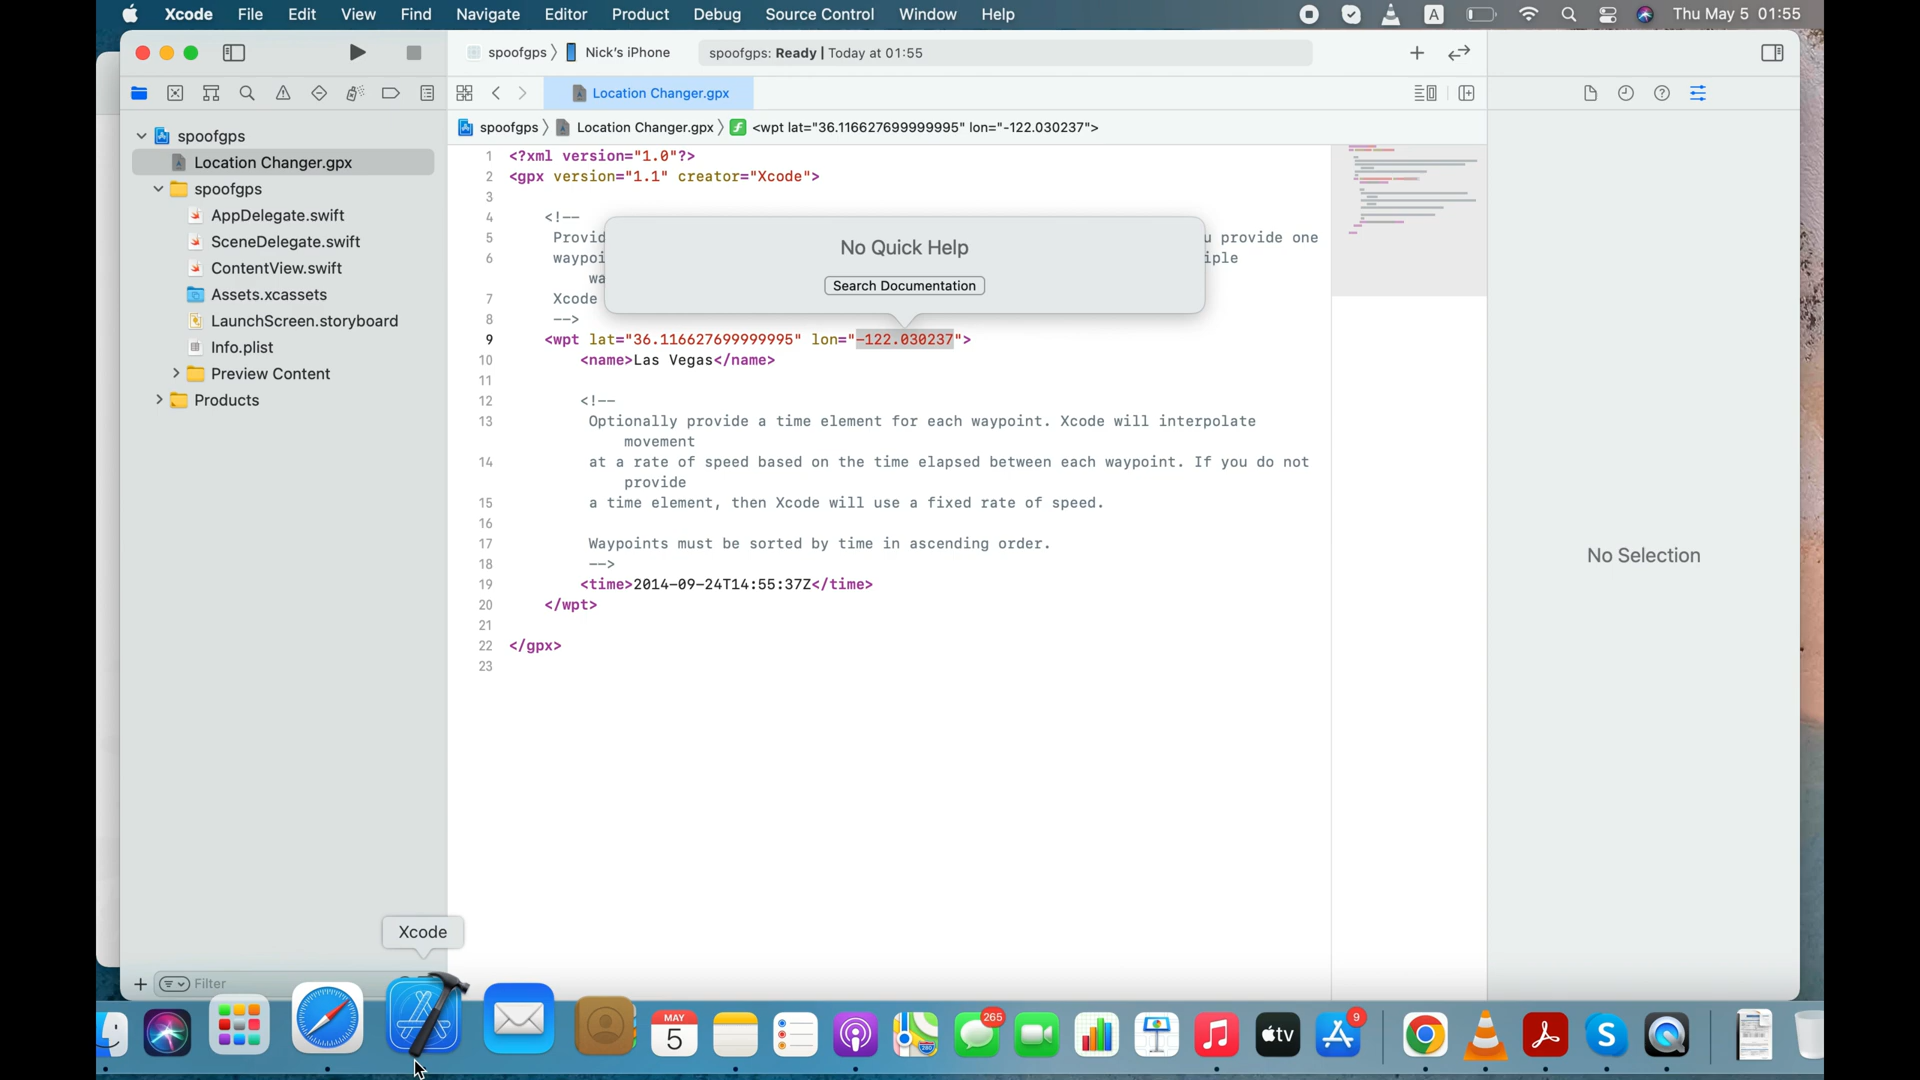 Xcode File Edit View Find Navigate Editor Product Debug Source Control Window Help A Thu May 5 01:55
spoofgps Nick's iPhone spoofgps: Ready | Today at 01:55
Location Changer.gpx
spoofgps Location Changer.gpx <wpt lat="36.116627699999995" lon="-122.030237">
spoofgps
Location Changer.gpx
spoofgps
AppDelegate.swift
SceneDelegate.swift
ContentView.swift
Assets.xcassets
LaunchScreen.storyboard
Info.plist
Preview Content
Products
1 <?xml version="1.0"?>
2 <gpx version="1.1" creator="Xcode">
3
4 <!--
5 Provid u provide one
6 waypoi iple
wa
7 Xcode
8 -->
No Quick Help
Search Documentation
9 <wpt lat="36.116627699999995" lon="-122.030237">
10 <name>Las Vegas</name>
11
12 <!--
13 Optionally provide a time element for each waypoint. Xcode will interpolate
movement
14 at a rate of speed based on the time elapsed between each waypoint. If you do not
provide
15 a time element, then Xcode will use a fixed rate of speed.
16
17 Waypoints must be sorted by time in ascending order.
18 -->
19 <time>2014-09-24T14:55:37Z</time>
20 </wpt>
21
22 </gpx>
23
No Selection
Xcode
Filter
MAY
5
265
tv
9
S